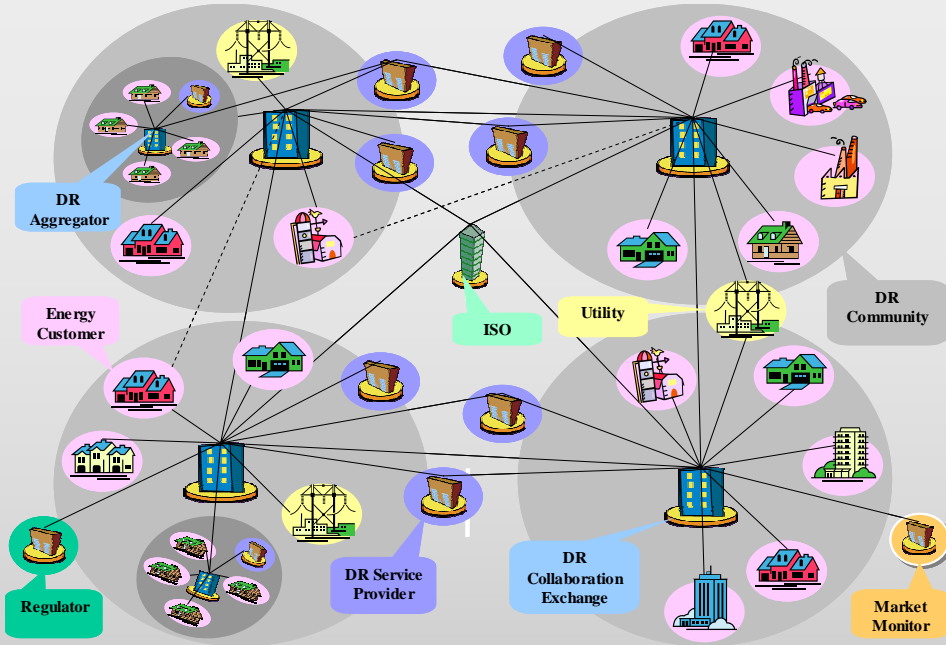 DR
Aggregator
Energy
Customer
ISO
Utility
DR
Community
Regulator
DR Service
Provider
DR
Collaboration
Exchange
Market
Monitor